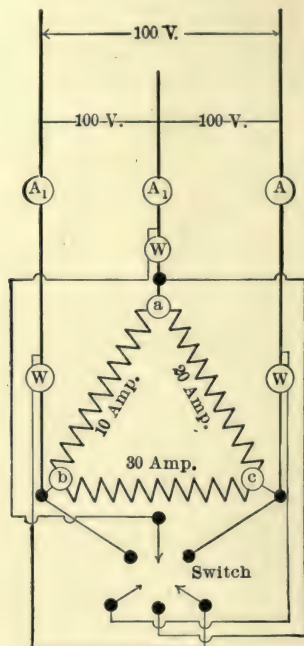 100 V.
100 V. 100 V.
A₁ A₁ A
W
a
W W
10 Amp. 20 Amp.
30 Amp.
b c
Switch